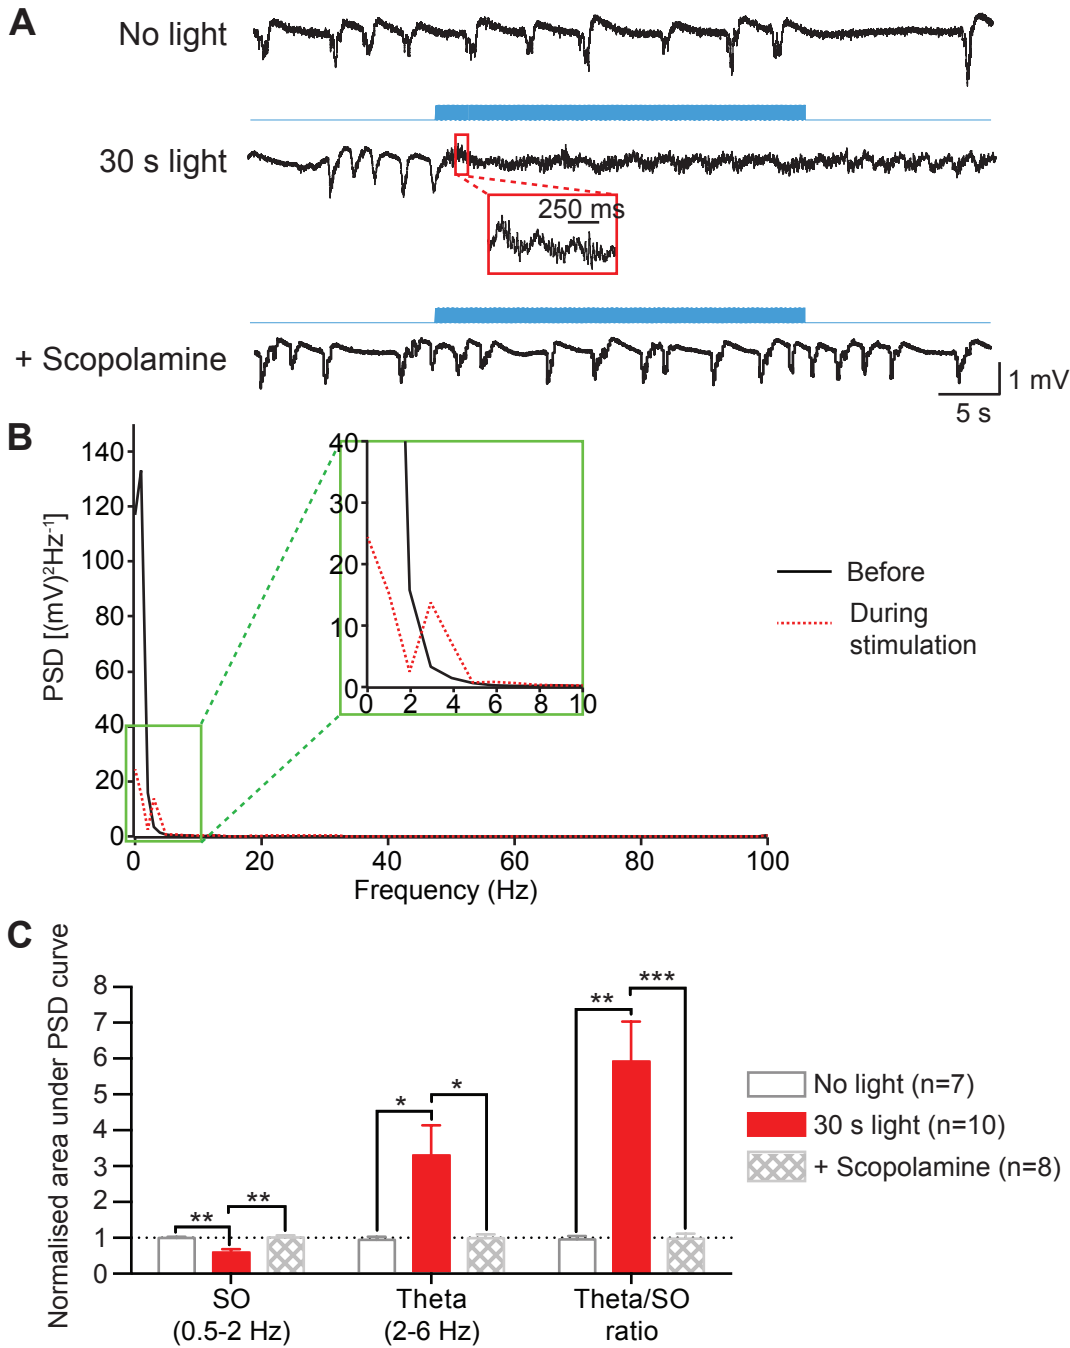 A
No light
30 s light
250 ms
+ Scopolamine
1 mV
5 s
B
PSD [(mV)²Hz⁻¹]
140
120
100
80
60
40
20
0
0 20 40 60 80 100
Frequency (Hz)
40
30
20
10
0
0 2 4 6 8 10
Before
During
stimulation
C
Normalised area under PSD curve
8
7
6
5
4
3
2
1
0
** **
* *
** ***
SO
(0.5-2 Hz)
Theta
(2-6 Hz)
Theta/SO
ratio
No light (n=7)
30 s light (n=10)
+ Scopolamine (n=8)